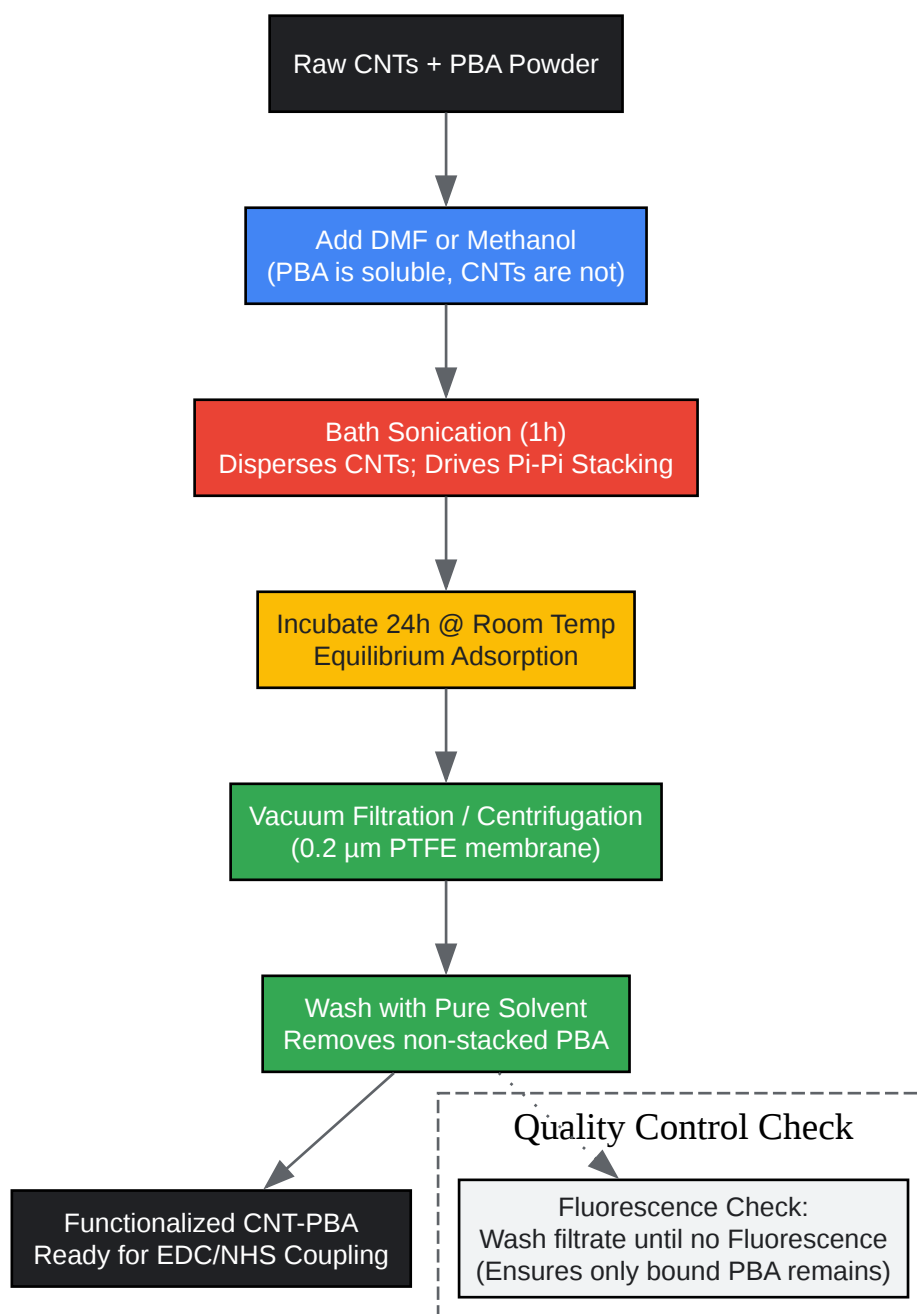 Raw CNTs + PBA Powder
Add DMF or Methanol
(PBA is soluble, CNTs are not)
Bath Sonication (1h)
Disperses CNTs; Drives Pi-Pi Stacking
Incubate 24h @ Room Temp
Equilibrium Adsorption
Vacuum Filtration / Centrifugation
(0.2 µm PTFE membrane)
Wash with Pure Solvent
Removes non-stacked PBA
Quality Control Check
Functionalized CNT-PBA
Ready for EDC/NHS Coupling
Fluorescence Check:
Wash filtrate until no Fluorescence
(Ensures only bound PBA remains)